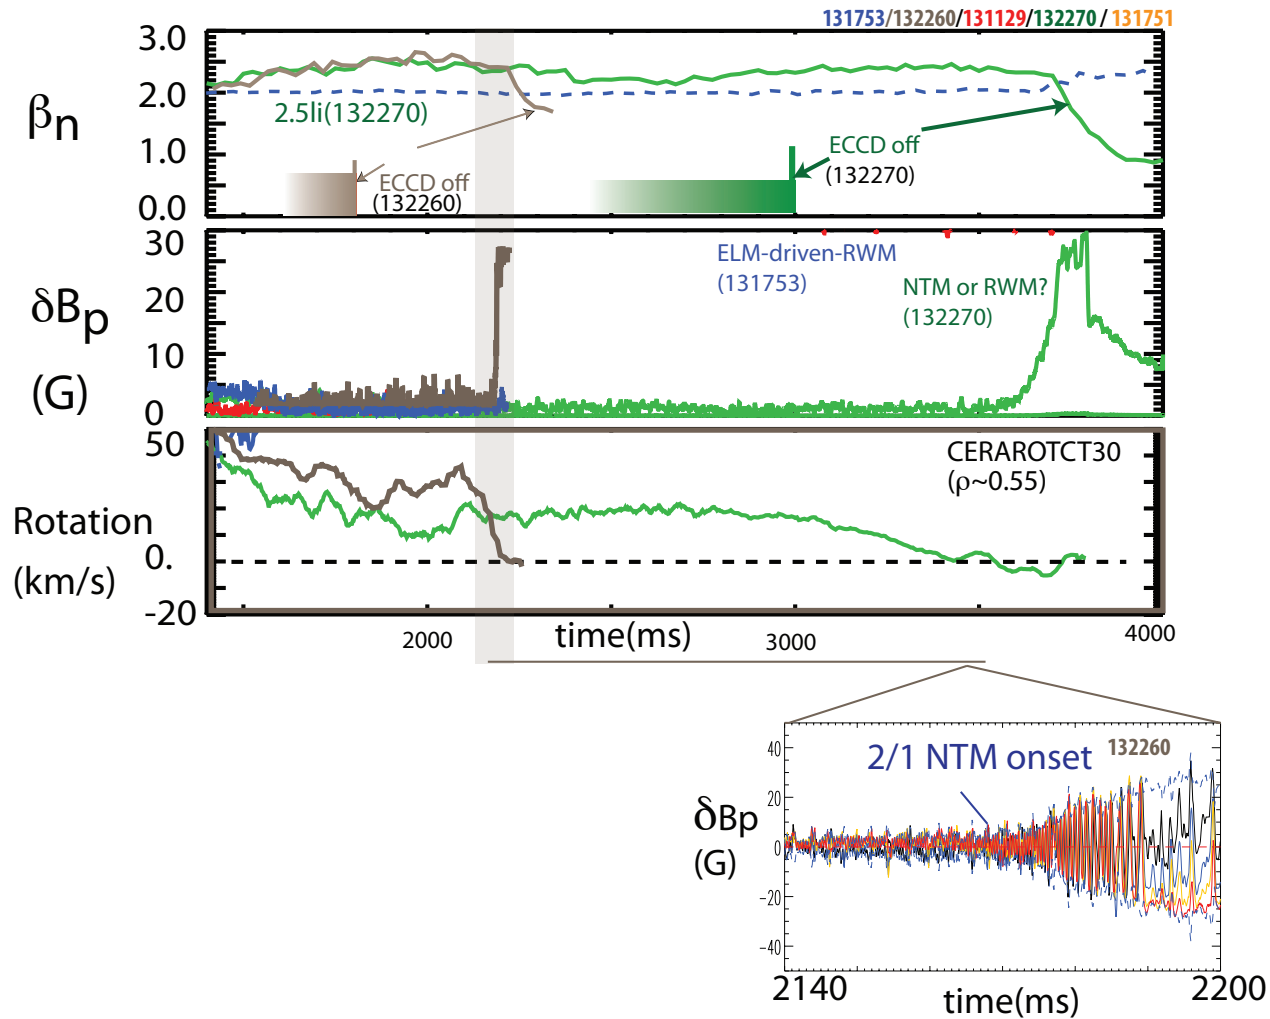 131753/132260/131129/132270 / 131751
3.0
2.0
1.0
0.0
βn
2.5li(132270)
ECCD off
(132260)
ECCD off
(132270)
30
20
10
0
δBp
(G)
ELM-driven-RWM
(131753)
NTM or RWM?
(132270)
50
0.
-20
Rotation
(km/s)
CERAROTCT30
(ρ~0.55)
2000
time(ms)
3000
4000
2/1 NTM onset
132260
δBp
(G)
40
20
0
−20
−40
2140
time(ms)
2200